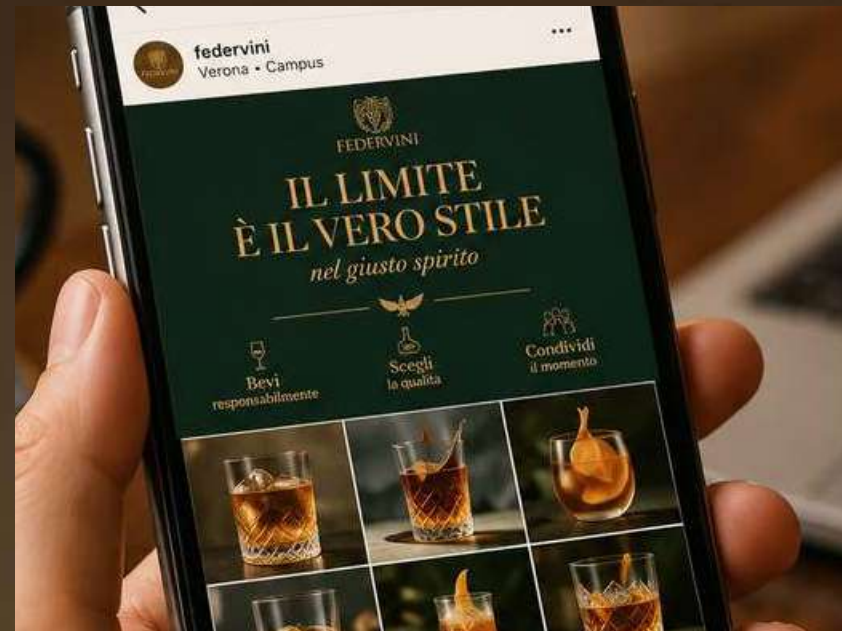 federvini
Verona • Campus
FEDERVINI
IL LIMITE
È IL VERO STILE
nel giusto spirito
Bevi
responsabilmente
Scegli
la qualità
Condividi
il momento